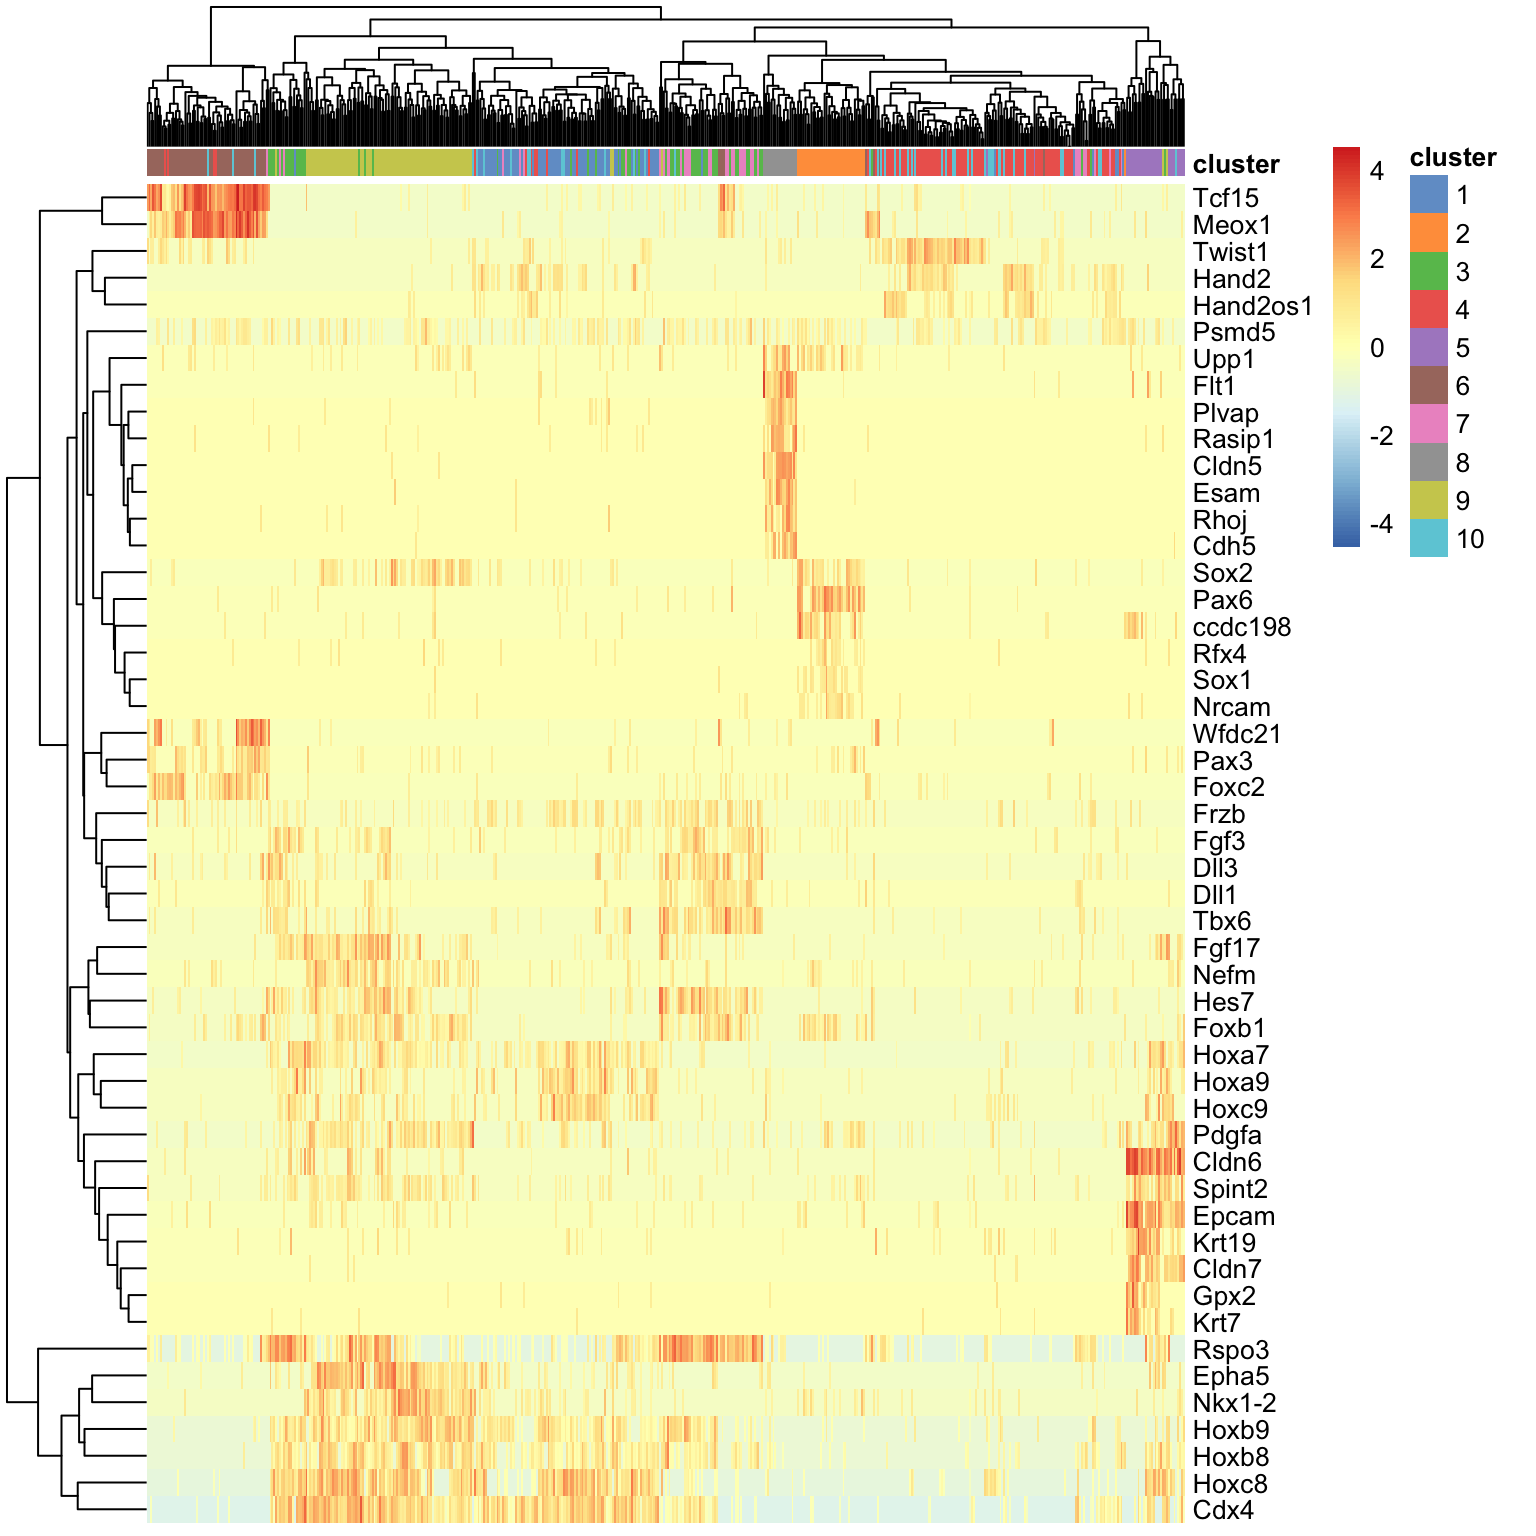 cluster
Tcf15
Meox1
Twist1
Hand2
Hand2os1
Psmd5
Upp1
Flt1
Plvap
Rasip1
Cldn5
Esam
Rhoj
Cdh5
Sox2
Pax6
ccdc198
Rfx4
Sox1
Nrcam
Wfdc21
Pax3
Foxc2
Frzb
Fgf3
Dll3
Dll1
Tbx6
Fgf17
Nefm
Hes7
Foxb1
Hoxa7
Hoxa9
Hoxc9
Pdgfa
Cldn6
Spint2
Epcam
Krt19
Cldn7
Gpx2
Krt7
Rspo3
Epha5
Nkx1-2
Hoxb9
Hoxb8
Hoxc8
Cdx4
4
2
0
-2
-4
cluster
1
2
3
4
5
6
7
8
9
10